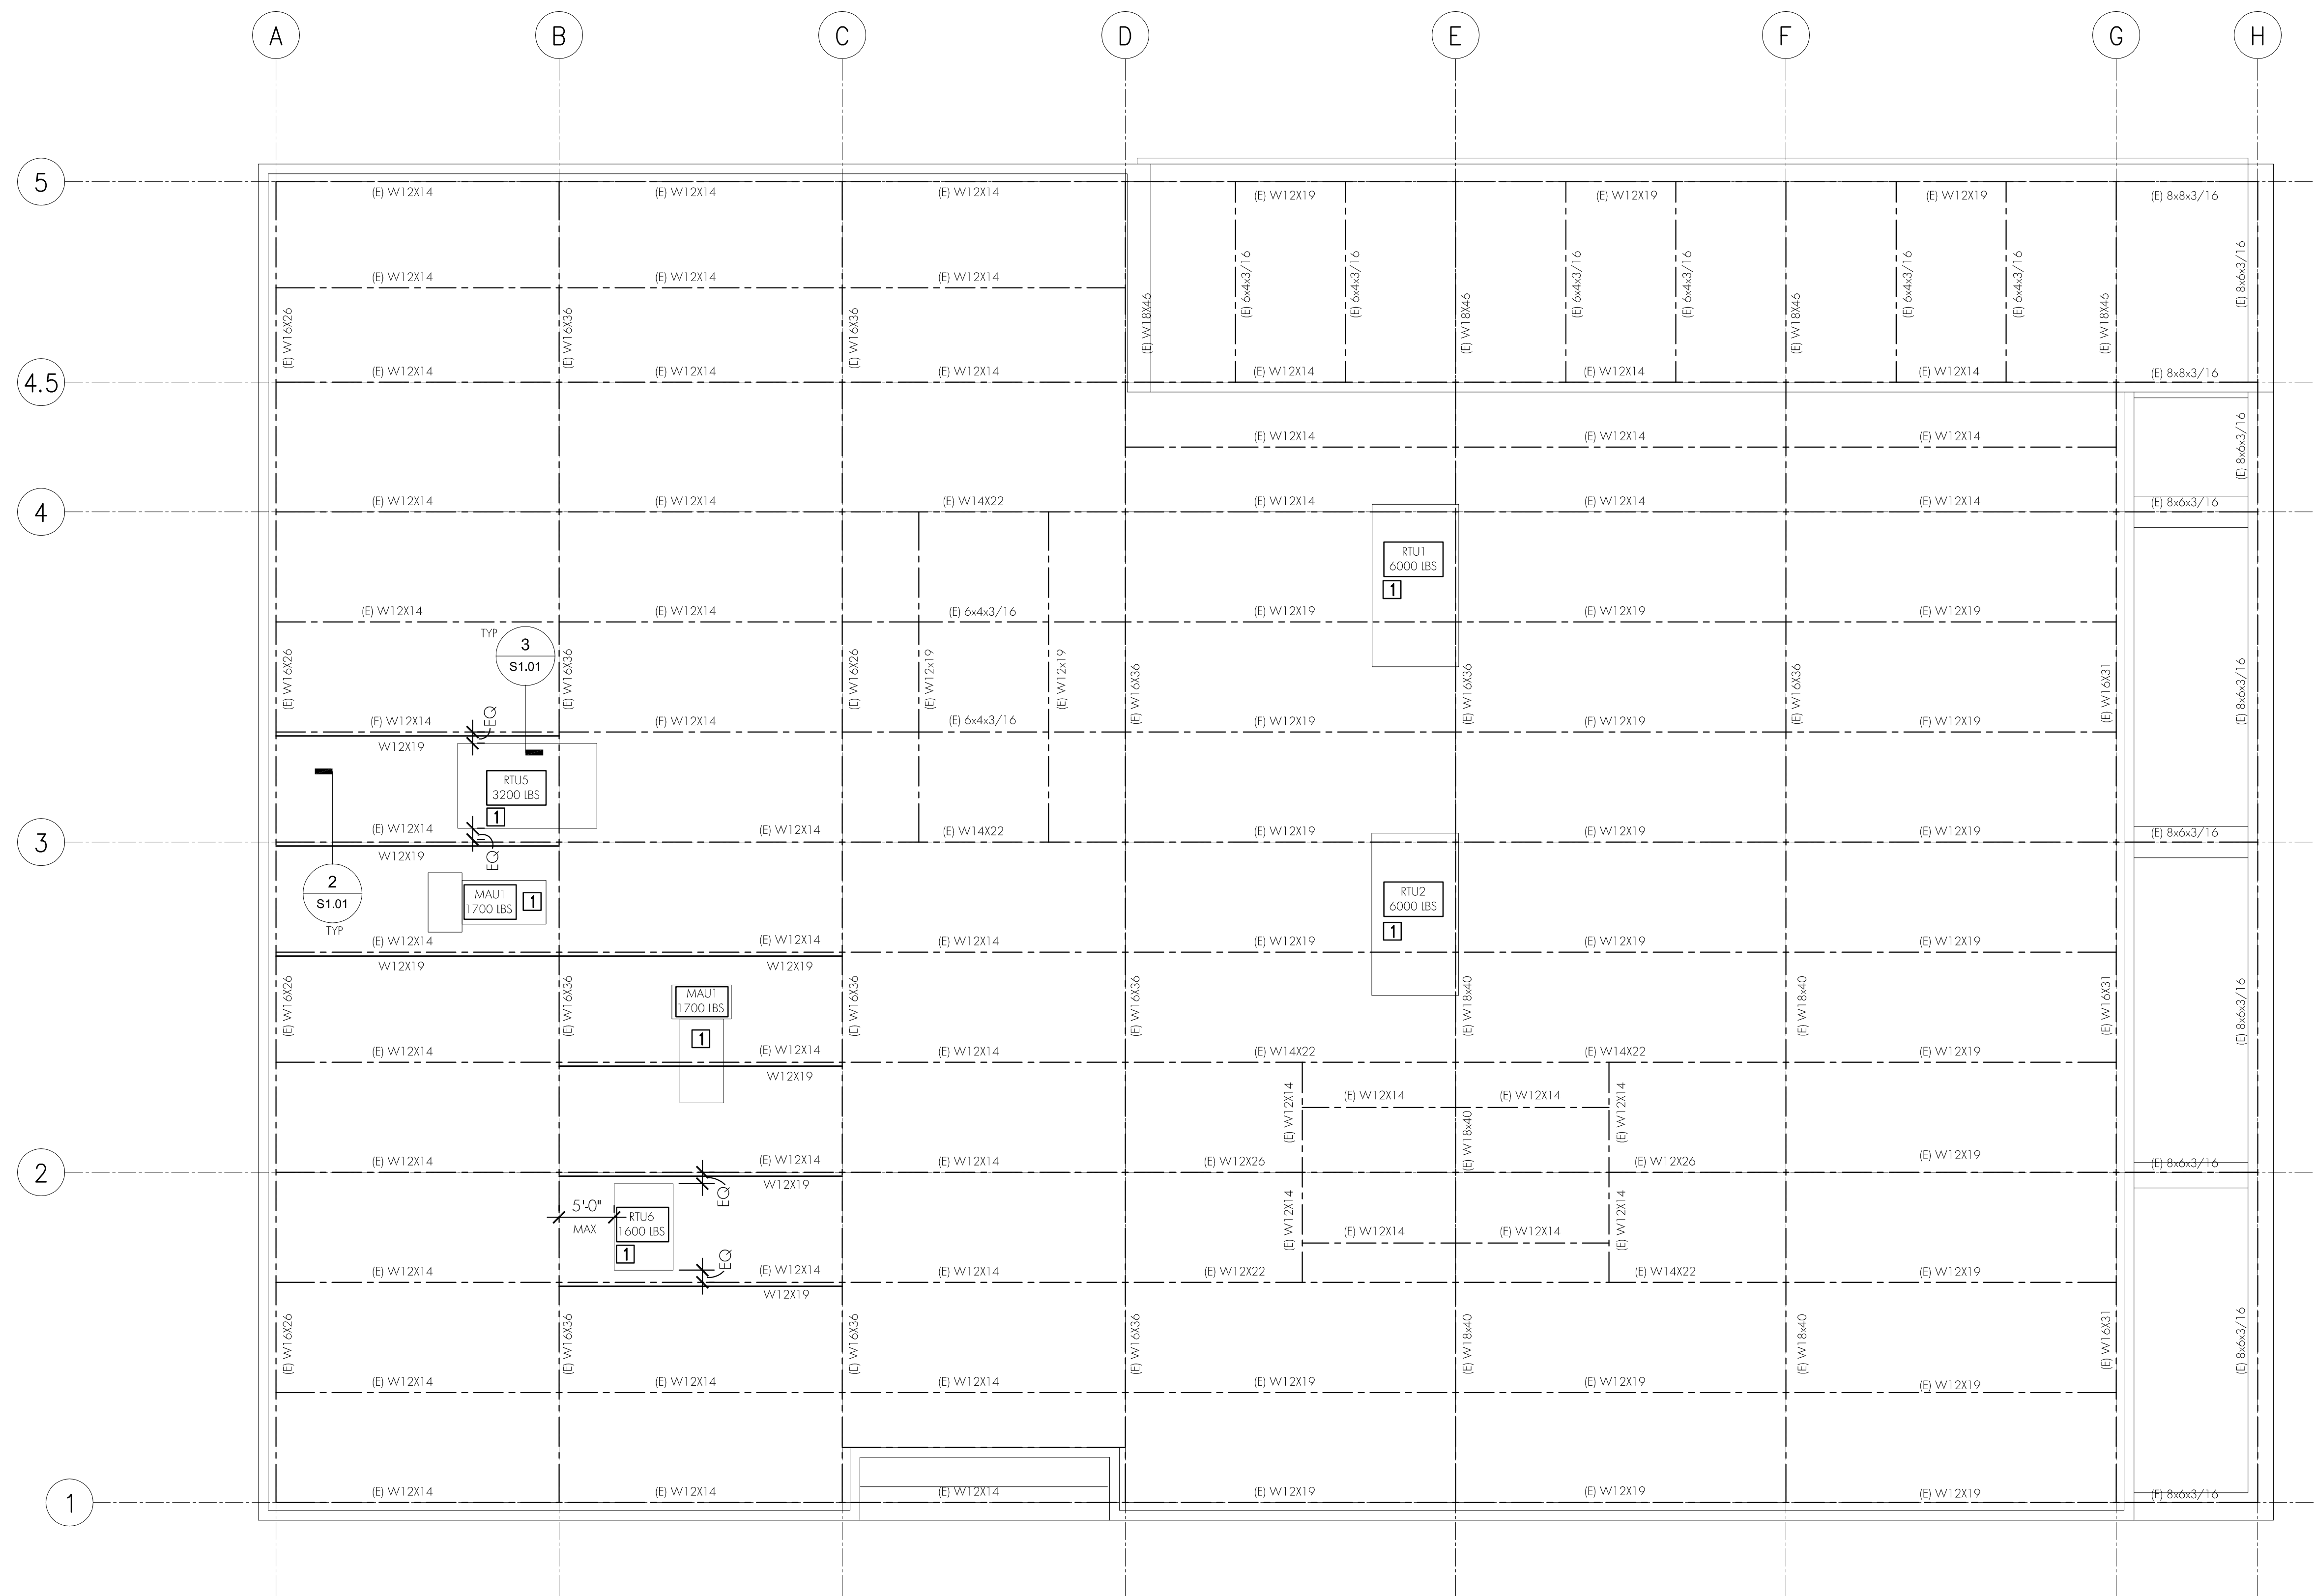 A B C D E F G H
5
(E) W12X14 (E) W12X14 (E) W12X14 (E) W12X19 (E) W12X19 (E) W12X19 (E) 8x8x3/16
(E) W12X14 (E) W12X14 (E) W12X14
(E) 6x4x3/16 (E) 6x4x3/16 (E) 6x4x3/16 (E) 6x4x3/16 (E) 6x4x3/16 (E) 6x4x3/16 (E) 8x6x3/16
(E) W16X26 (E) W16X36 (E) W16X36 (E) W18X46 (E) W18X46 (E) W18X46 (E) W18X46
4.5
(E) W12X14 (E) W12X14 (E) W12X14 (E) W12X14 (E) W12X14 (E) W12X14 (E) 8x8x3/16
(E) W12X14 (E) W12X14 (E) W12X14 (E) 8x6x3/16
4
(E) W12X14 (E) W12X14 (E) W14X22 (E) W12X14 (E) W12X14 (E) W12X14 (E) 8x6x3/16
RTU1
6000 LBS
1
(E) W12X14 (E) W12X14 (E) 6x4x3/16 (E) W12X19 (E) W12X19 (E) W12X19
TYP
3
S1.01
(E) W16X26 (E) W16X36 (E) W16X26 (E) W12x19 (E) W12x19 (E) W16X36 (E) W16X36 (E) W16X36 (E) W16X31 (E) 8x6x3/16
(E) W12X14 EQ (E) W12X14 (E) 6x4x3/16 (E) W12X19 (E) W12X19 (E) W12X19
W12X19
RTU5
3200 LBS
1
3
(E) W12X14 (E) W12X14 (E) W14X22 (E) W12X19 (E) W12X19 (E) W12X19 (E) 8x6x3/16
W12X19 EQ
2
S1.01
TYP
MAU1
1700 LBS
1
RTU2
6000 LBS
1
(E) W12X14 (E) W12X14 (E) W12X14 (E) W12X19 (E) W12X19 (E) W12X19
W12X19 W12X19
(E) W16X26 (E) W16X36 (E) W16X36 (E) W16X36 (E) W18x40 (E) W18x40 (E) W16X31 (E) 8x6x3/16
MAU1
1700 LBS
1
(E) W12X14 (E) W12X14 (E) W12X14 (E) W14X22 (E) W14X22 (E) W12X19
W12X19
(E) W12X14 (E) W12X14 (E) W12X14 (E) W12X14
(E) W18x40
2
(E) W12X14 (E) W12X14 (E) W12X14 (E) W12X26 (E) W12X26 (E) W12X19 (E) 8x6x3/16
W12X19
EQ
5'-0"
MAX
RTU6
1600 LBS
1
(E) W12X14 (E) W12X14 (E) W12X14 (E) W12X14
EQ
(E) W12X14 (E) W12X14 (E) W12X14 (E) W12X22 (E) W14X22 (E) W12X19
W12X19
(E) W16X26 (E) W16X36 (E) W16X36 (E) W16X36 (E) W18x40 (E) W18x40 (E) W16X31 (E) 8x6x3/16
(E) W12X14 (E) W12X14 (E) W12X14 (E) W12X19 (E) W12X19 (E) W12X19
1
(E) W12X14 (E) W12X14 (E) W12X14 (E) W12X19 (E) W12X19 (E) W12X19 (E) 8x6x3/16